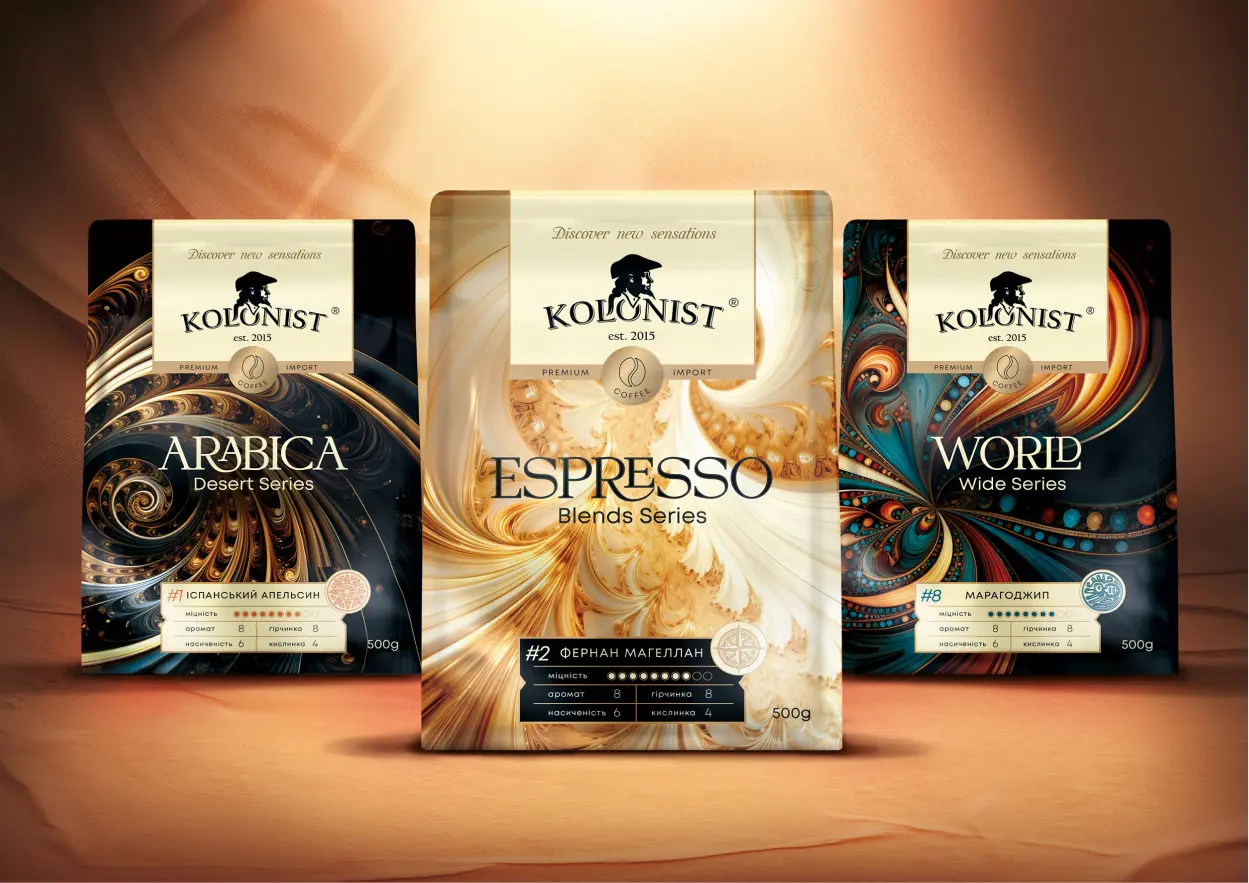 Discover new sensations
KOLONIST®
est. 2015
PREMIUM IMPORT
COFFEE
ARABICA
Desert Series
#1 ІСПАНСЬКИЙ АПЕЛЬСИН
міцність
аромат 8 гірчинка 8
насиченість 6 кислинка 4
500g
Discover new sensations
KOLONIST®
est. 2015
PREMIUM IMPORT
COFFEE
ESPRESSO
Blends Series
#2 ФЕРНАН МАГЕЛЛАН
міцність
аромат 8 гірчинка 8
насиченість 6 кислинка 4
500g
Discover new sensations
KOLONIST®
est. 2015
PREMIUM IMPORT
COFFEE
WORLD
Wide Series
#8 МАРАГОДЖИП
міцність
аромат 8 гірчинка 8
насиченість 6 кислинка 4
500g